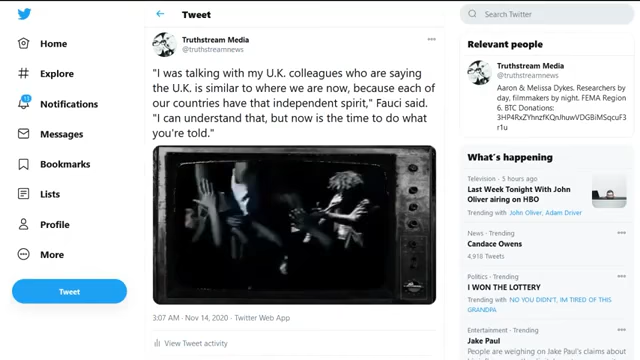 Tweet
Search Twitter
Home
Explore
Notifications
Messages
Bookmarks
Lists
Profile
More
Tweet
Truthstream Media
@truthstreamnews
"I was talking with my U.K. colleagues who are saying
the U.K. is similar to where we are now, because each of
our countries have that independent spirit," Fauci said.
"I can understand that, but now is the time to do what
you're told."
3:07 AM · Nov 14, 2020 · Twitter Web App
View Tweet activity
Relevant people
Truthstream Media
@truthstreamnews
Aaron & Melissa Dykes. Researchers by
day, filmmakers by night. FEMA Region
6. BTC Donations:
What's happening
Television · 5 hours ago
Last Week Tonight With John
Oliver airing on HBO
Trending with John Oliver, Adam Driver
News · Trending
Candace Owens
4,918 Tweets
Politics · Trending
I WON THE LOTTERY
Trending with NO YOU DIDN'T, IM TIRED OF THIS
GRANDPA
Entertainment · Trending
Jake Paul
People are weighing on Jake Paul's claims about